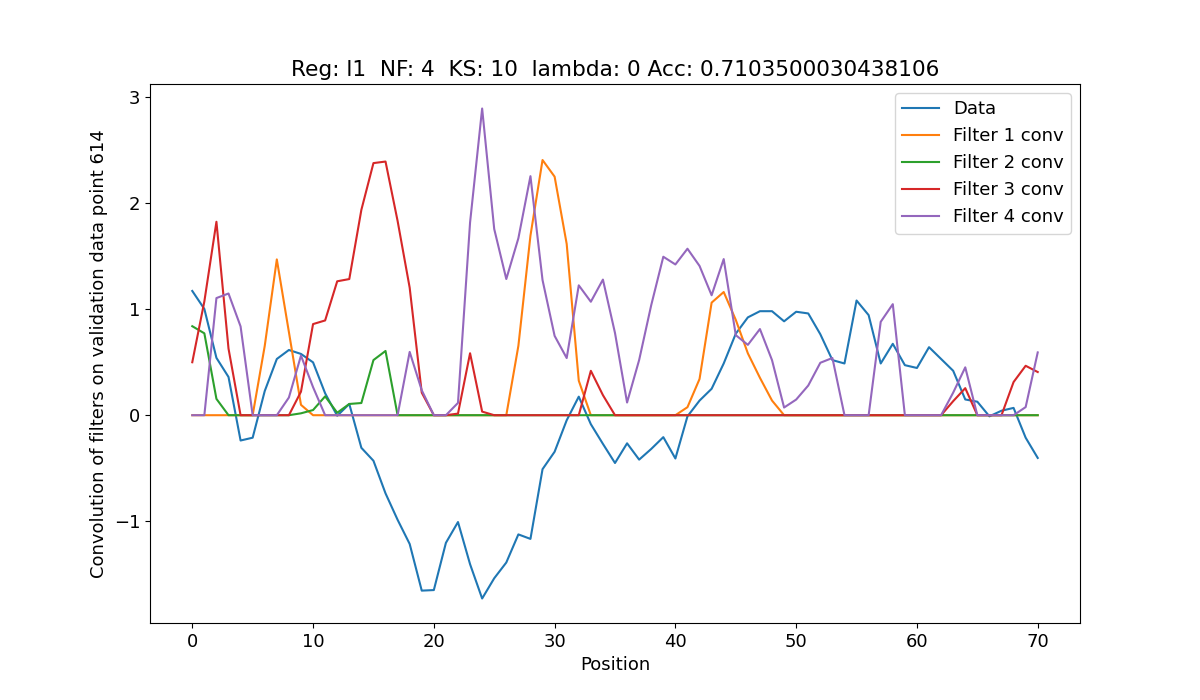 Reg: l1  NF: 4  KS: 10  lambda: 0 Acc: 0.7103500030438106
Convolution of filters on validation data point 614
3
2
1
0
−1
Data
Filter 1 conv
Filter 2 conv
Filter 3 conv
Filter 4 conv
0 10 20 30 40 50 60 70
Position